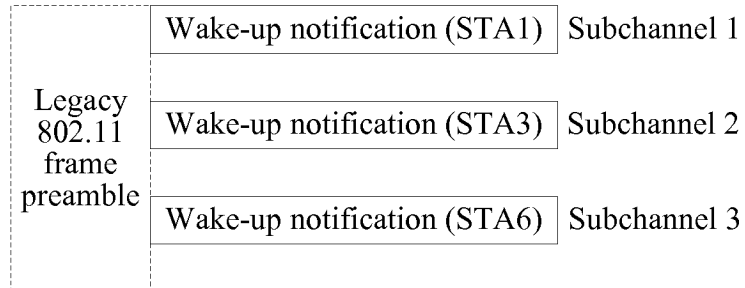 Wake-up notification (STA1) Subchannel 1
Legacy
802.11
frame
preamble
Wake-up notification (STA3) Subchannel 2
Wake-up notification (STA6) Subchannel 3